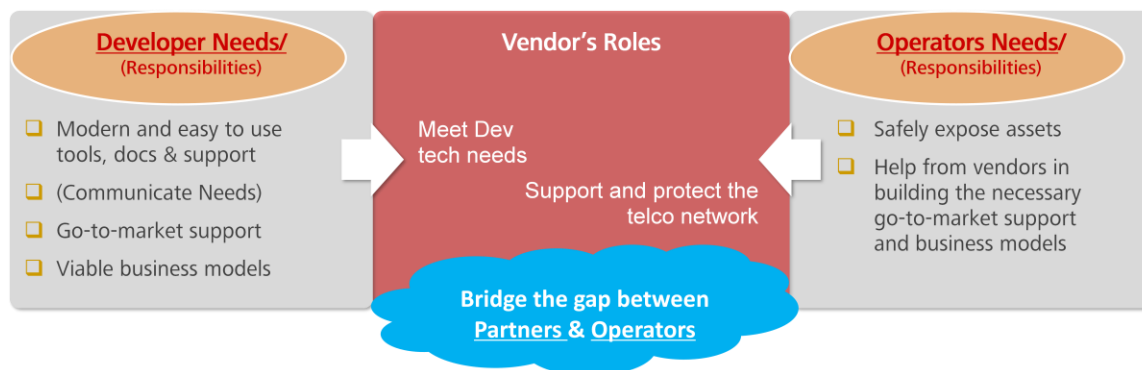 Developer Needs/
(Responsibilities)
Modern and easy to use
tools, docs & support
(Communicate Needs)
Go-to-market support
Viable business models
Vendor's Roles
Meet Dev
tech needs
Support and protect the
telco network
Bridge the gap between
Partners & Operators
Operators Needs/
(Responsibilities)
Safely expose assets
Help from vendors in
building the necessary
go-to-market support
and business models